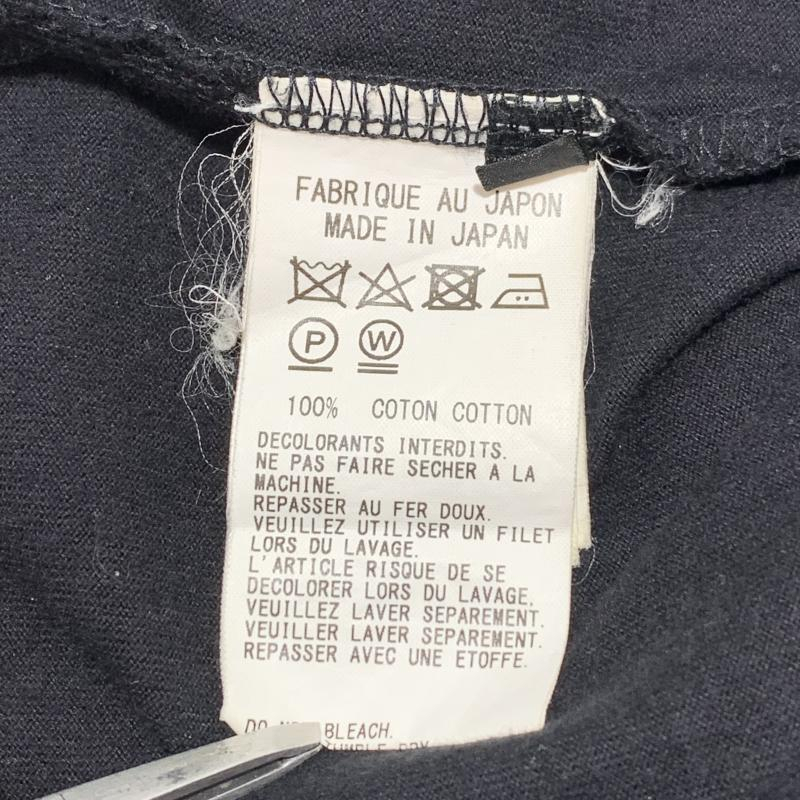 FABRIQUE AU JAPON
MADE IN JAPAN
P W
100% COTON COTTON
DECOLORANTS INTERDITS.
NE PAS FAIRE SECHER A LA
MACHINE.
REPASSER AU FER DOUX.
VEUILLEZ UTILISER UN FILET
LORS DU LAVAGE.
L'ARTICLE RISQUE DE SE
DECOLORER LORS DU LAVAGE.
VEUILLEZ LAVER SEPAREMENT.
VEUILLER LAVER SEPAREMENT.
REPASSER AVEC UNE ETOFFE.
DO BLEACH.